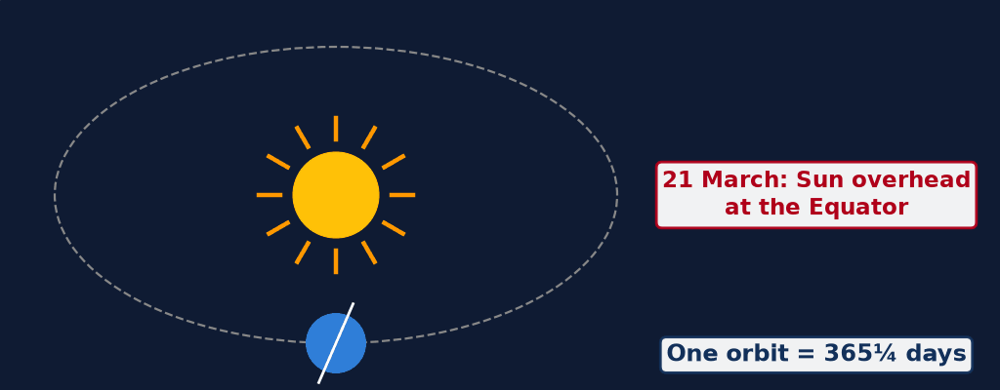 21 March: Sun overhead
at the Equator
One orbit = 365¼ days